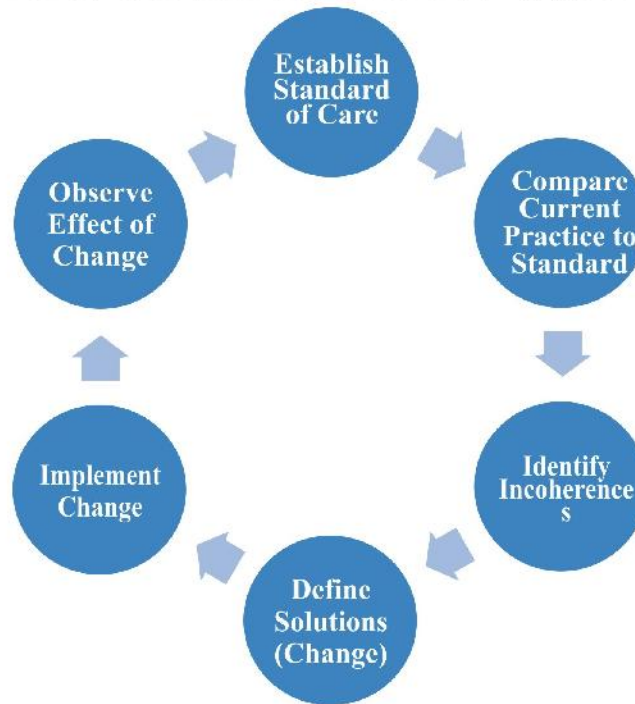 Establish
Standard
of Care
Compare
Current
Practice to
Standard
Identify
Incoherence
s
Define
Solutions
(Change)
Implement
Change
Observe
Effect of
Change